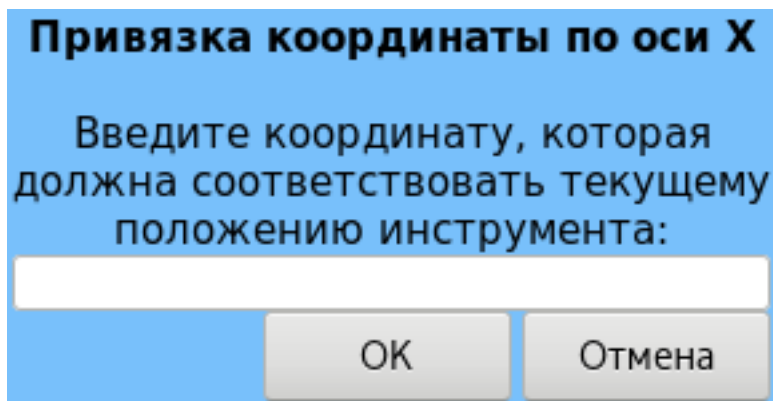 Привязка координаты по оси X
Введите координату, которая
должна соответствовать текущему
положению инструмента:
OK
Отмена